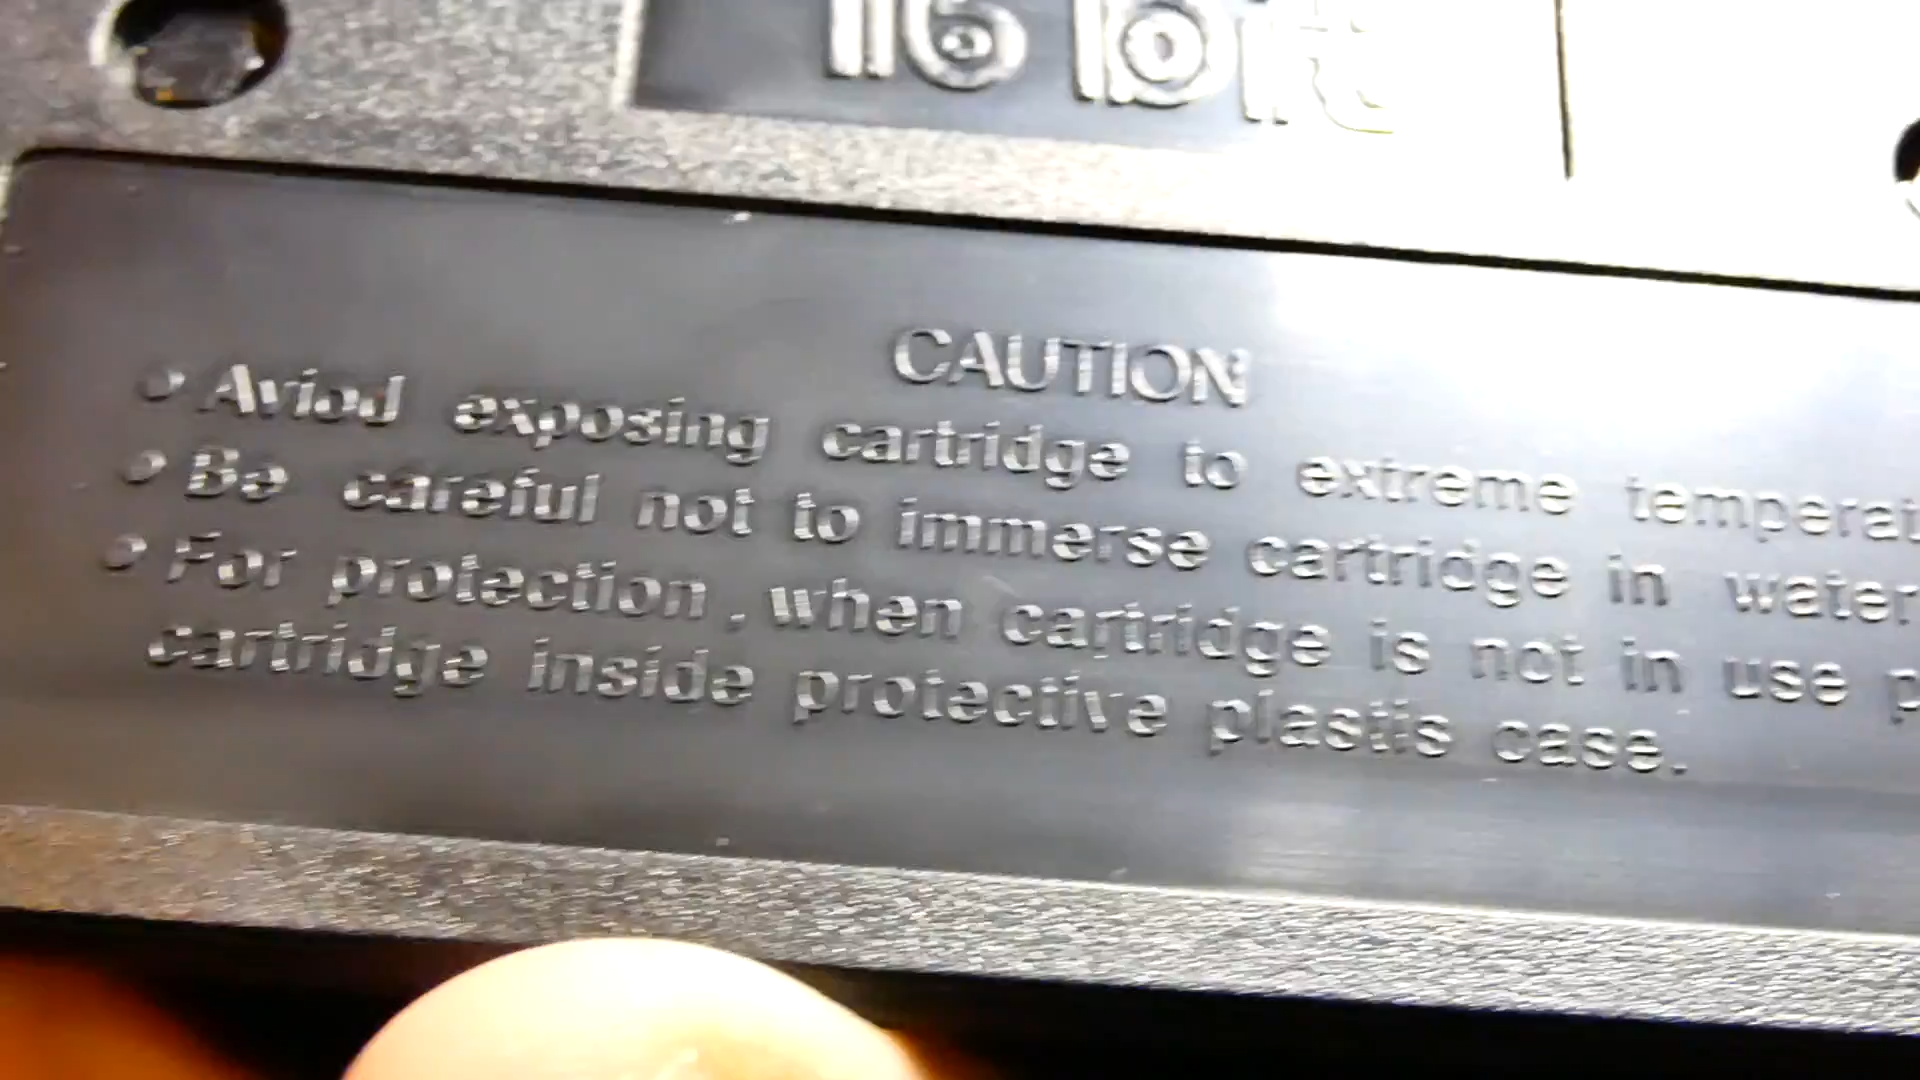 16 bit
CAUTION
• Aviod exposing cartridge to extreme
• Be careful not to immerse cartridge in water
• For protection, when cartridge is not in use
cartridge inside protective plastis case.